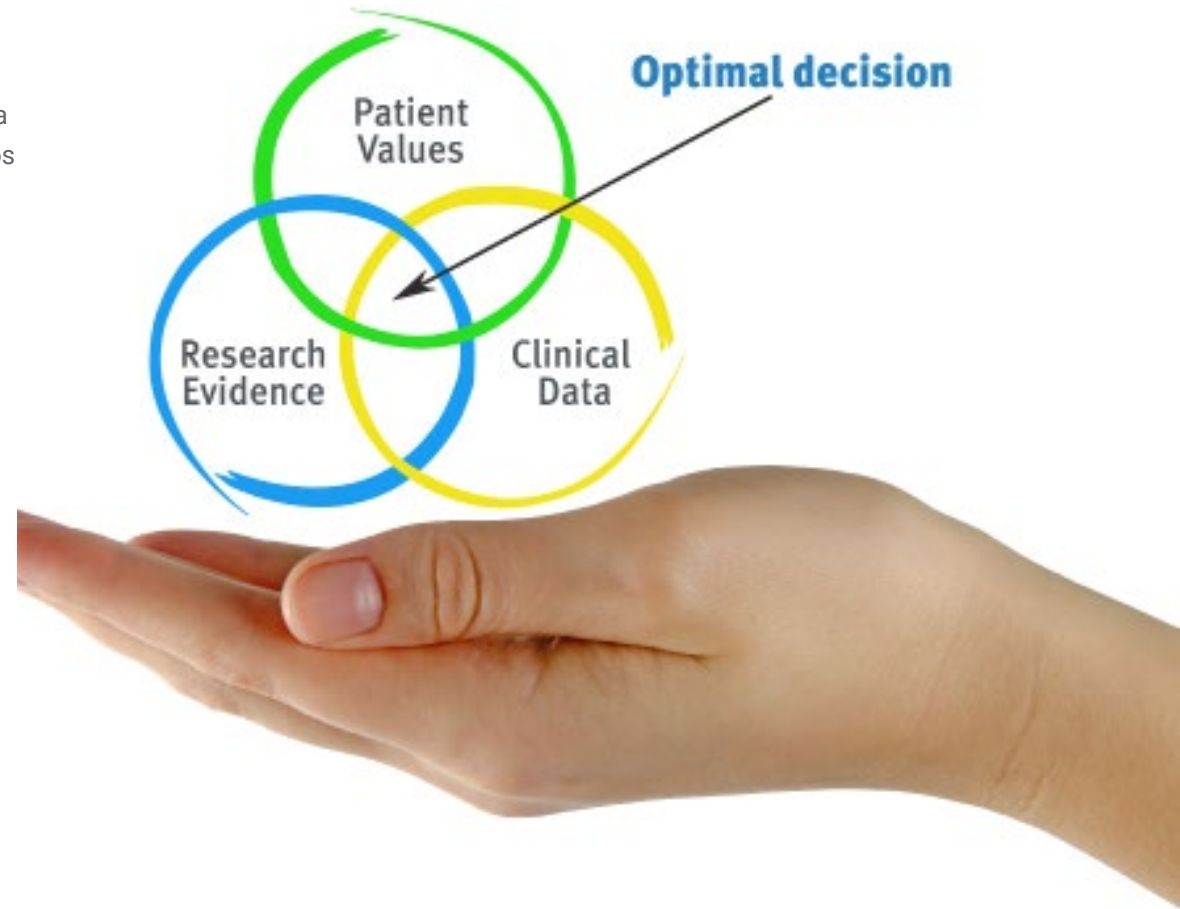 Optimal decision
Patient
Values
Research
Evidence
Clinical
Data